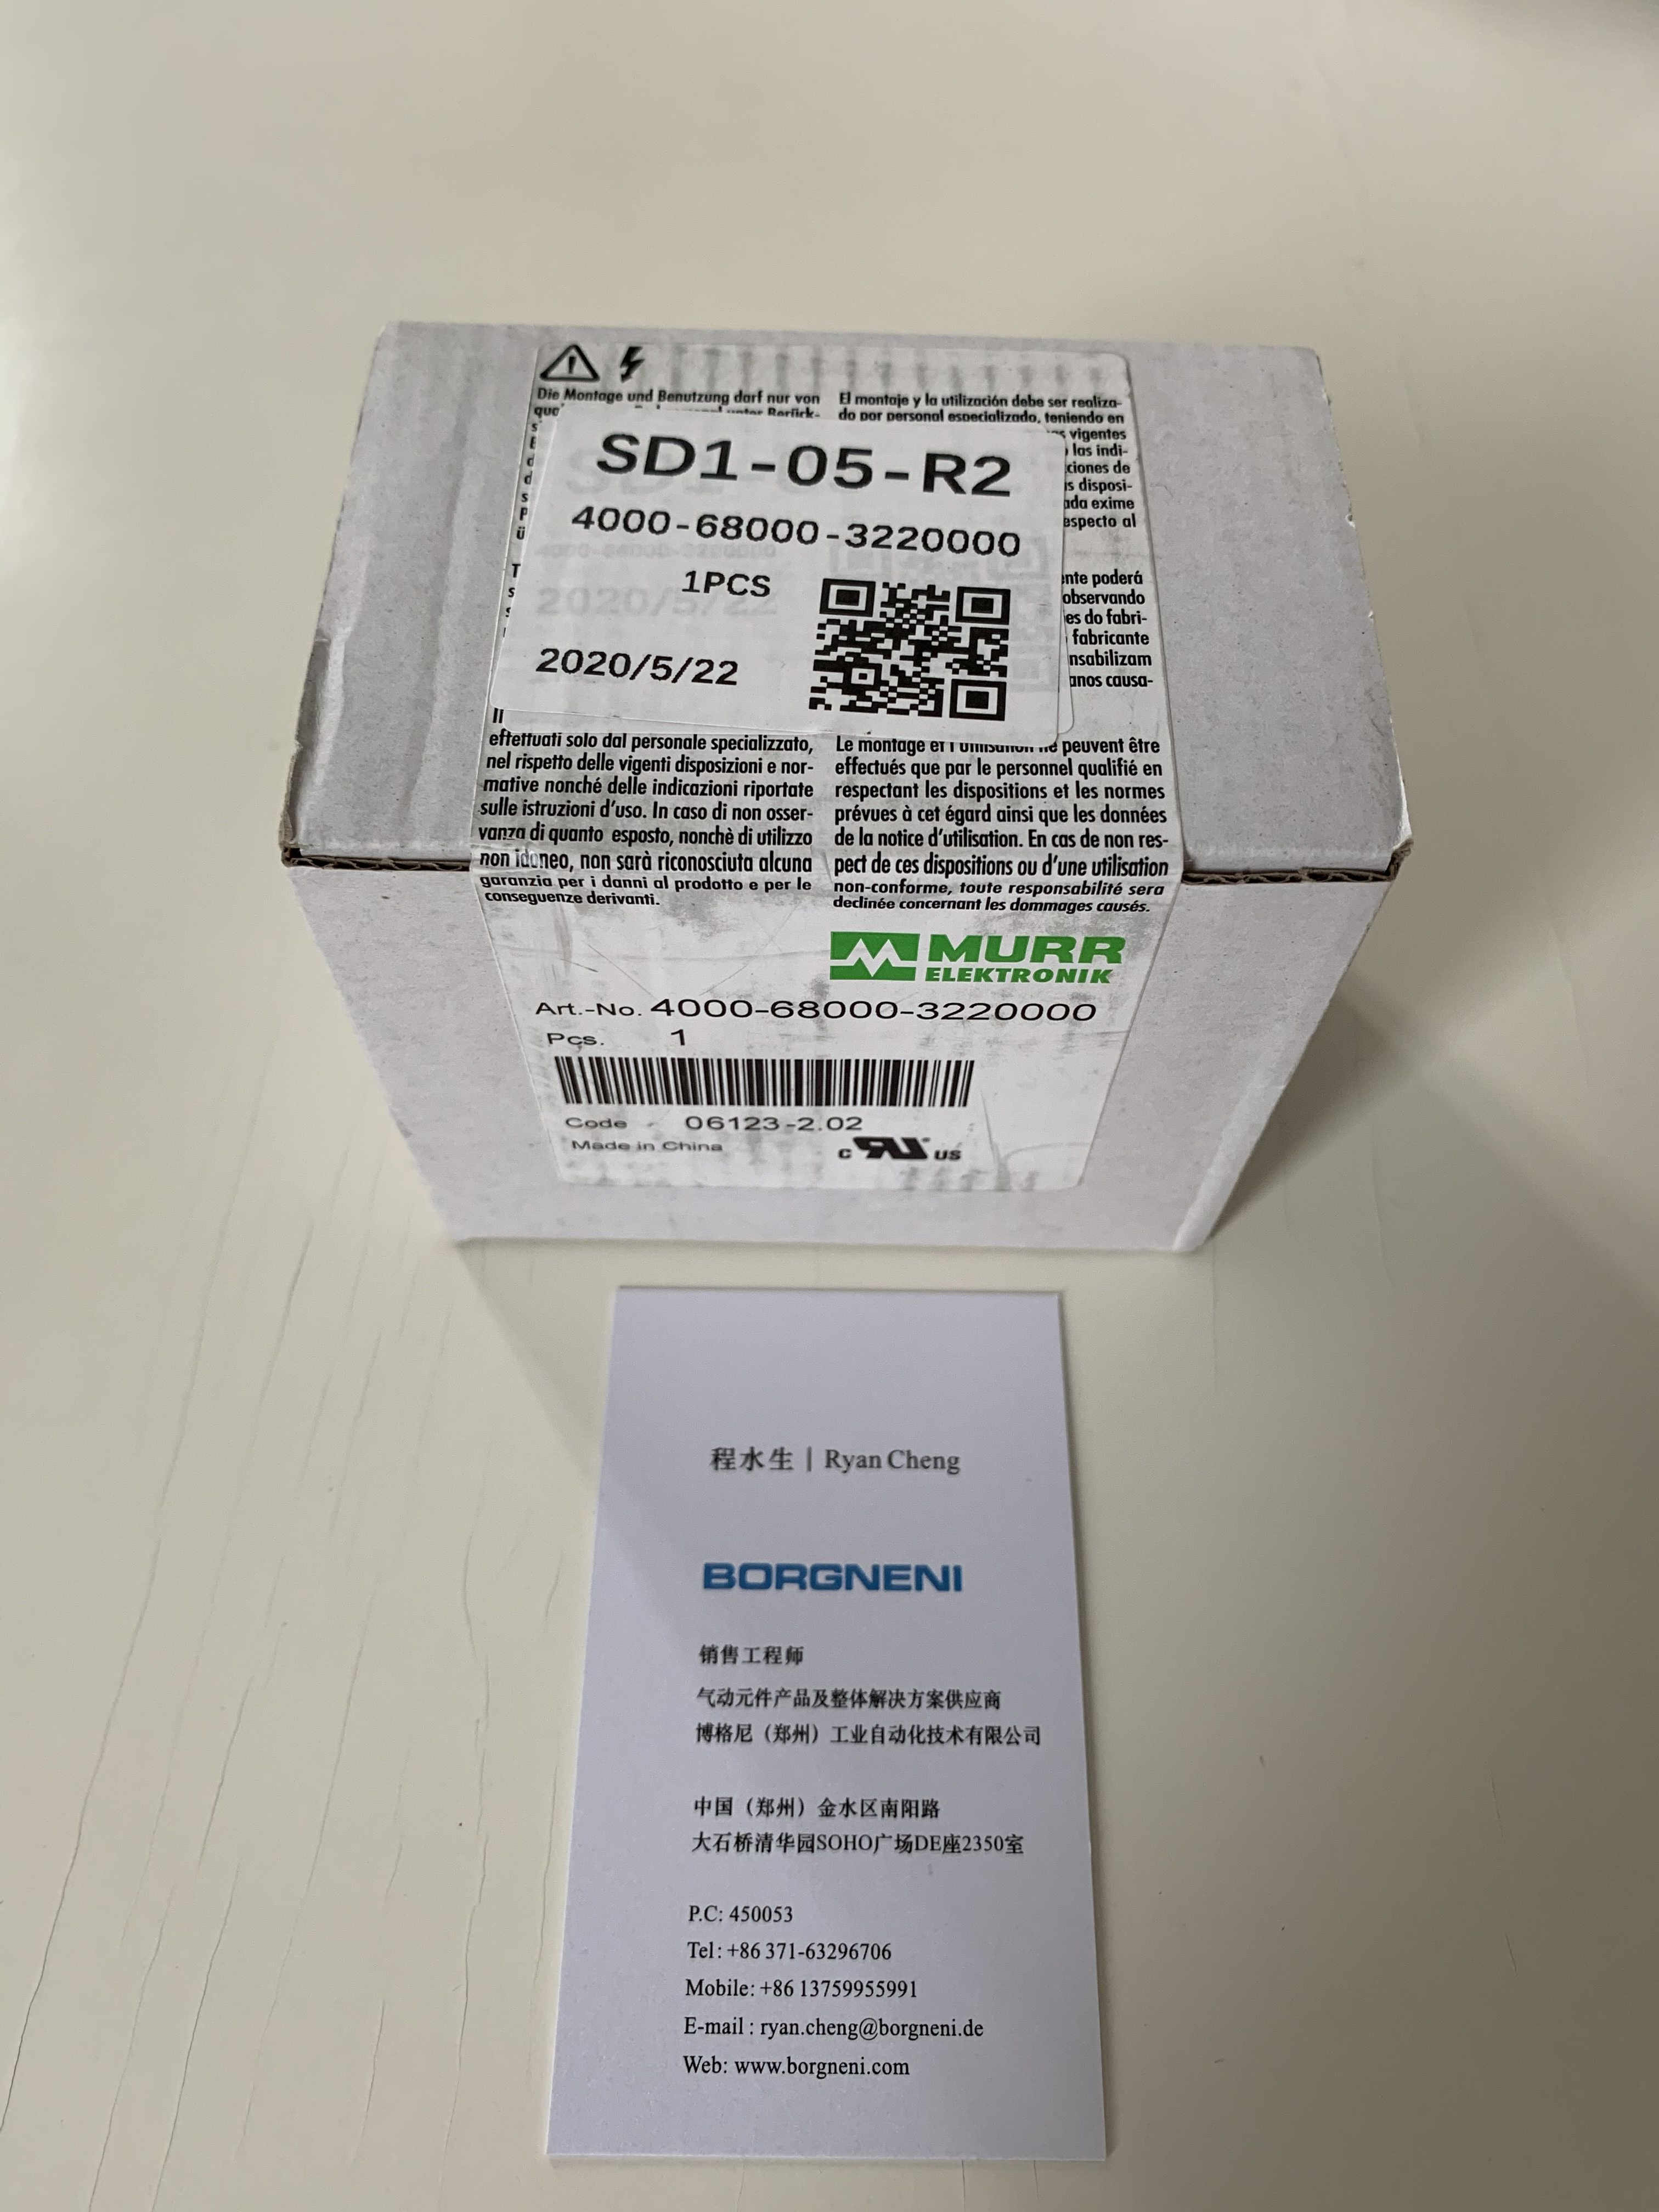 Die Montage und Benutzung darf nur von
El montaje y la utilización debe ser realiza-
do por personal especializado, teniendo en
vigentes
las indi-
ciones de
disposi-
ada exime
especto al
SD1-05-R2
4000-68000-3220000
1PCS
2020/5/22
nte poderá
observando
es do fabri-
fabricante
nsabilizam
anos causa-
effettuati solo dal personale specializzato,
nel rispetto delle vigenti disposizioni e nor-
mative nonché delle indicazioni riportate
sulle istruzioni d'uso. In caso di non osser-
vanza di quanto esposto, nonchè di utilizzo
non idoneo, non sarà riconosciuta alcuna
garanzia per i danni al prodotto e per le
conseguenze derivanti.
Le montage et l'utilisation ne peuvent être
effectués que par le personnel qualifié en
respectant les dispositions et les normes
prévues à cet égard ainsi que les données
de la notice d'utilisation. En cas de non res-
pect de ces dispositions ou d'une utilisation
non-conforme, toute responsabilité sera
declinée concernant les dommages causés.
MURR
ELEKTRONIK
Art.-No. 4000-68000-3220000
Pcs. 1
Code 06123-2.02
Made in China
c RU us
程水生 | Ryan Cheng
BORGNENI
销售工程师
气动元件产品及整体解决方案供应商
博格尼（郑州）工业自动化技术有限公司
中国（郑州）金水区南阳路
大石桥清华园SOHO广场DE座2350室
P.C: 450053
Tel: +86 371-63296706
Mobile: +86 13759955991
E-mail : ryan.cheng@borgneni.de
Web: www.borgneni.com